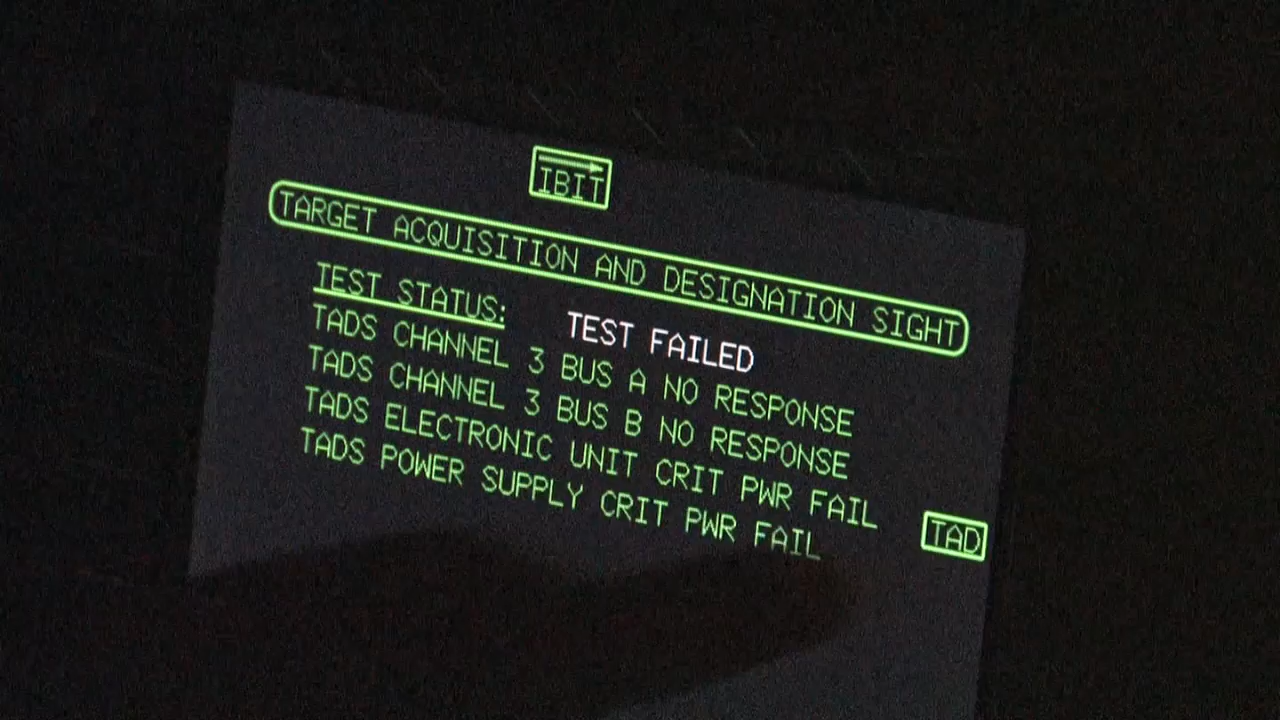 IBIT
TARGET ACQUISITION AND DESIGNATION SIGHT
TEST STATUS: TEST FAILED
TADS CHANNEL 3 BUS A NO RESPONSE
TADS CHANNEL 3 BUS B NO RESPONSE
TADS ELECTRONIC UNIT CRIT PWR FAIL
TADS POWER SUPPLY CRIT PWR FAIL
TAD